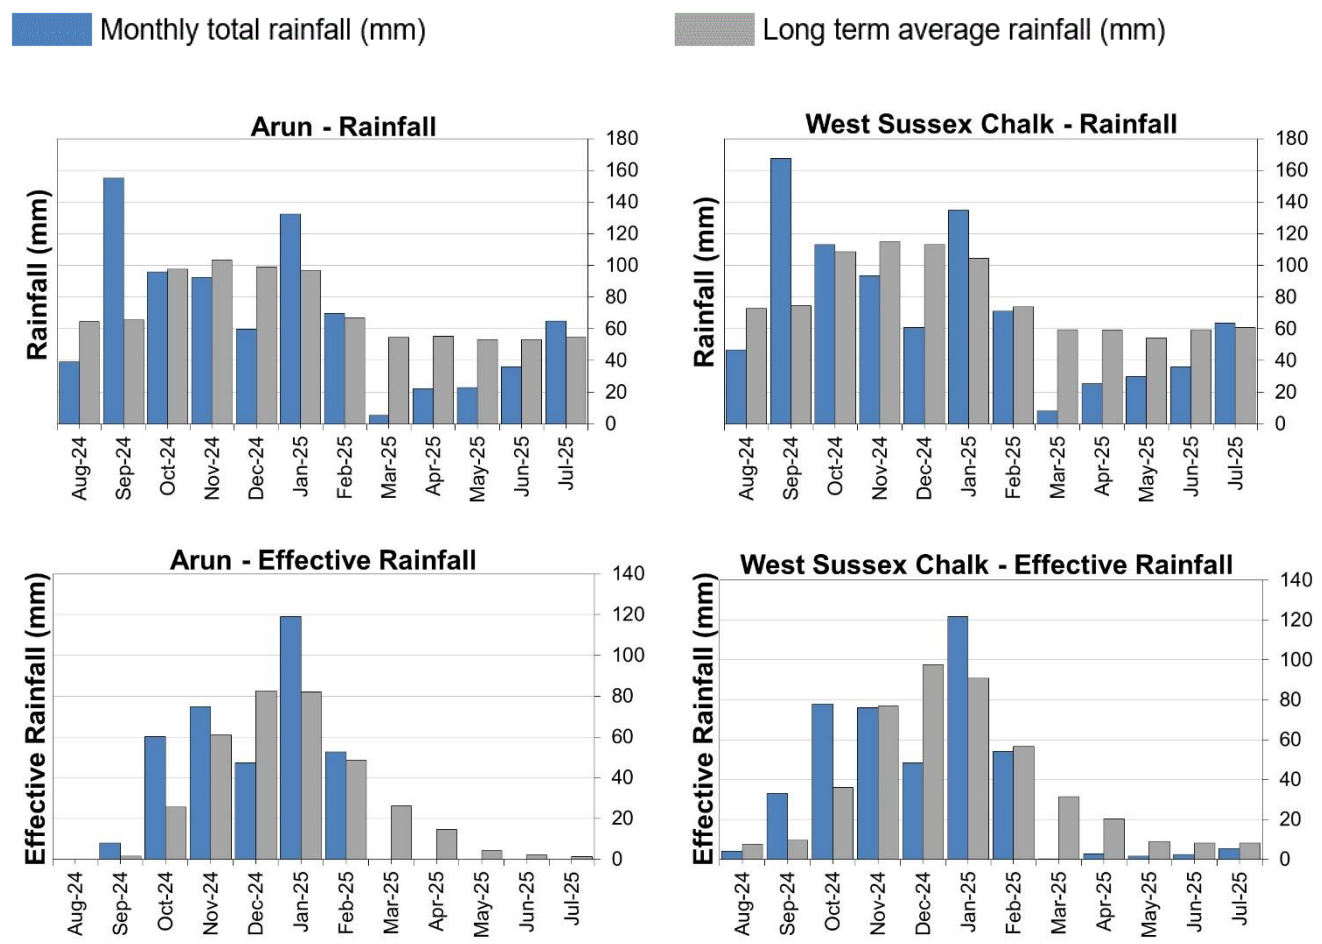 Monthly total rainfall (mm)
Long term average rainfall (mm)
Arun - Rainfall
Rainfall (mm)
180
160
140
120
100
80
60
40
20
0
Aug-24
Sep-24
Oct-24
Nov-24
Dec-24
Jan-25
Feb-25
Mar-25
Apr-25
May-25
Jun-25
Jul-25
West Sussex Chalk - Rainfall
Rainfall (mm)
180
160
140
120
100
80
60
40
20
0
Aug-24
Sep-24
Oct-24
Nov-24
Dec-24
Jan-25
Feb-25
Mar-25
Apr-25
May-25
Jun-25
Jul-25
Arun - Effective Rainfall
Effective Rainfall (mm)
140
120
100
80
60
40
20
0
Aug-24
Sep-24
Oct-24
Nov-24
Dec-24
Jan-25
Feb-25
Mar-25
Apr-25
May-25
Jun-25
Jul-25
West Sussex Chalk - Effective Rainfall
Effective Rainfall (mm)
140
120
100
80
60
40
20
0
Aug-24
Sep-24
Oct-24
Nov-24
Dec-24
Jan-25
Feb-25
Mar-25
Apr-25
May-25
Jun-25
Jul-25